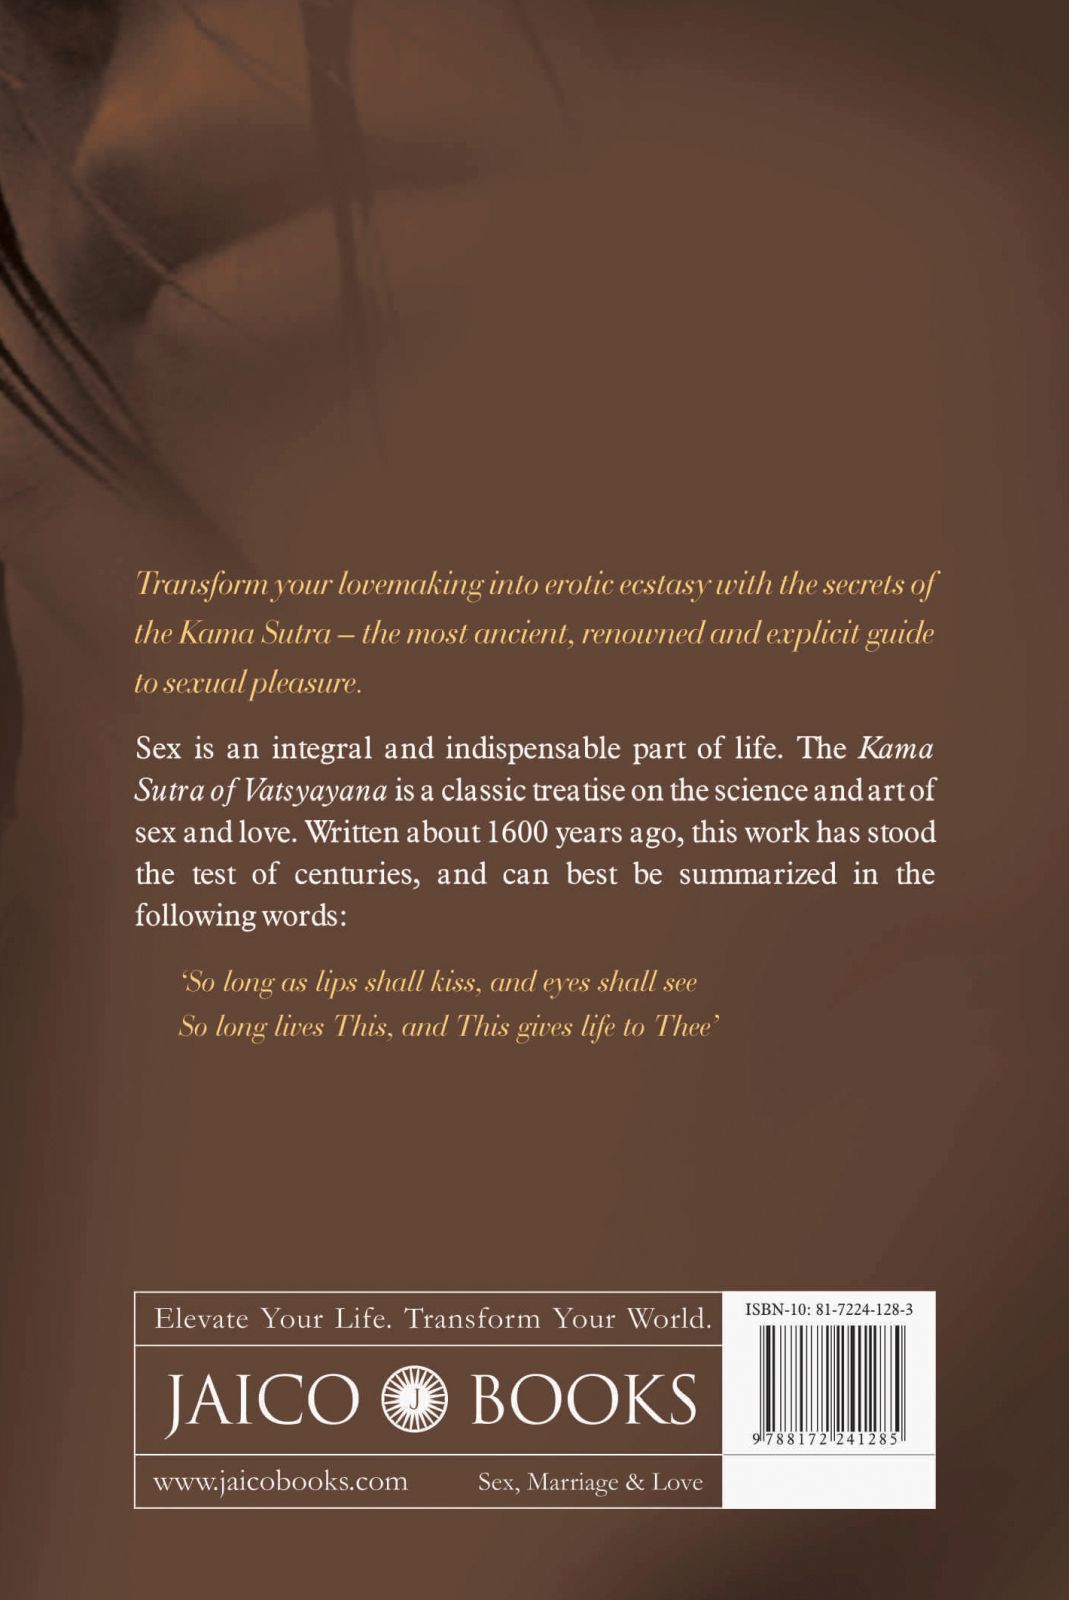 Transform your lovemaking into erotic ecstasy with the secrets of
the Kama Sutra – the most ancient, renowned and explicit guide
to sexual pleasure.
Sex is an integral and indispensable part of life. The Kama
Sutra of Vatsyayana is a classic treatise on the science and art of
sex and love. Written about 1600 years ago, this work has stood
the test of centuries, and can best be summarized in the
following words:
‘So long as lips shall kiss, and eyes shall see
So long lives This, and This gives life to Thee’
Elevate Your Life. Transform Your World.
JAICO J BOOKS
www.jaicobooks.com Sex, Marriage & Love
ISBN-10: 81-7224-128-3
9 788172 241285